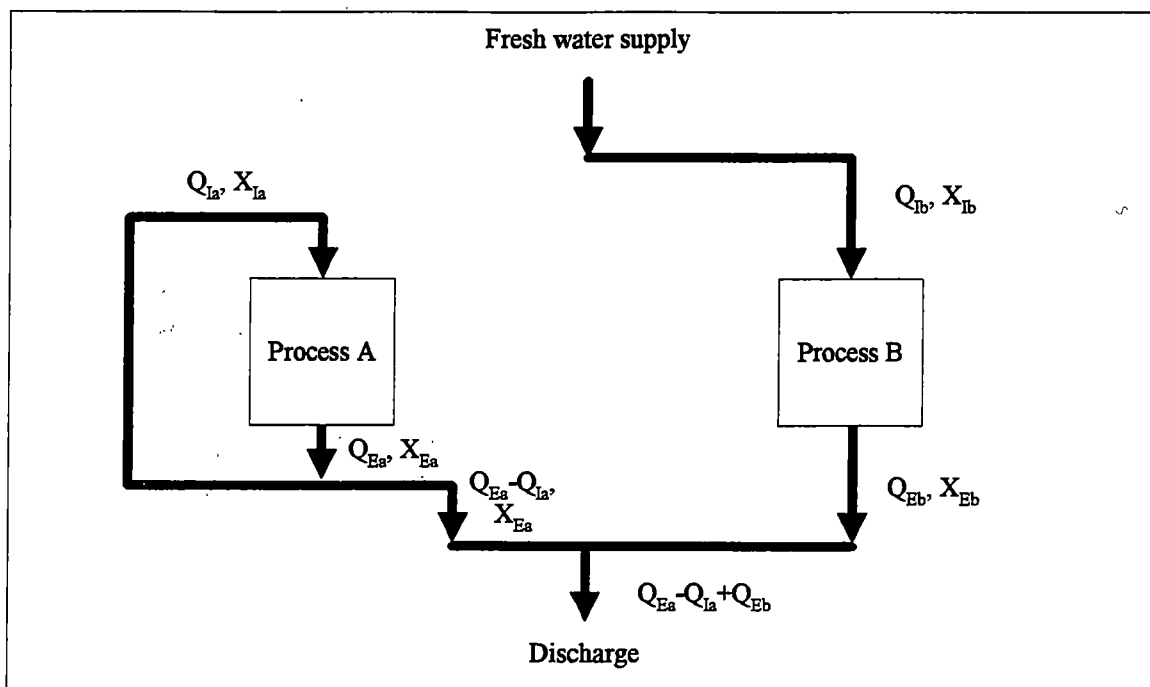 Fresh water supply
Q_Ia, X_Ia
Q_Ib, X_Ib
Process A
Process B
Q_Ea, X_Ea
Q_Ea-Q_Ia,
X_Ea
Q_Eb, X_Eb
Q_Ea-Q_Ia+Q_Eb
Discharge